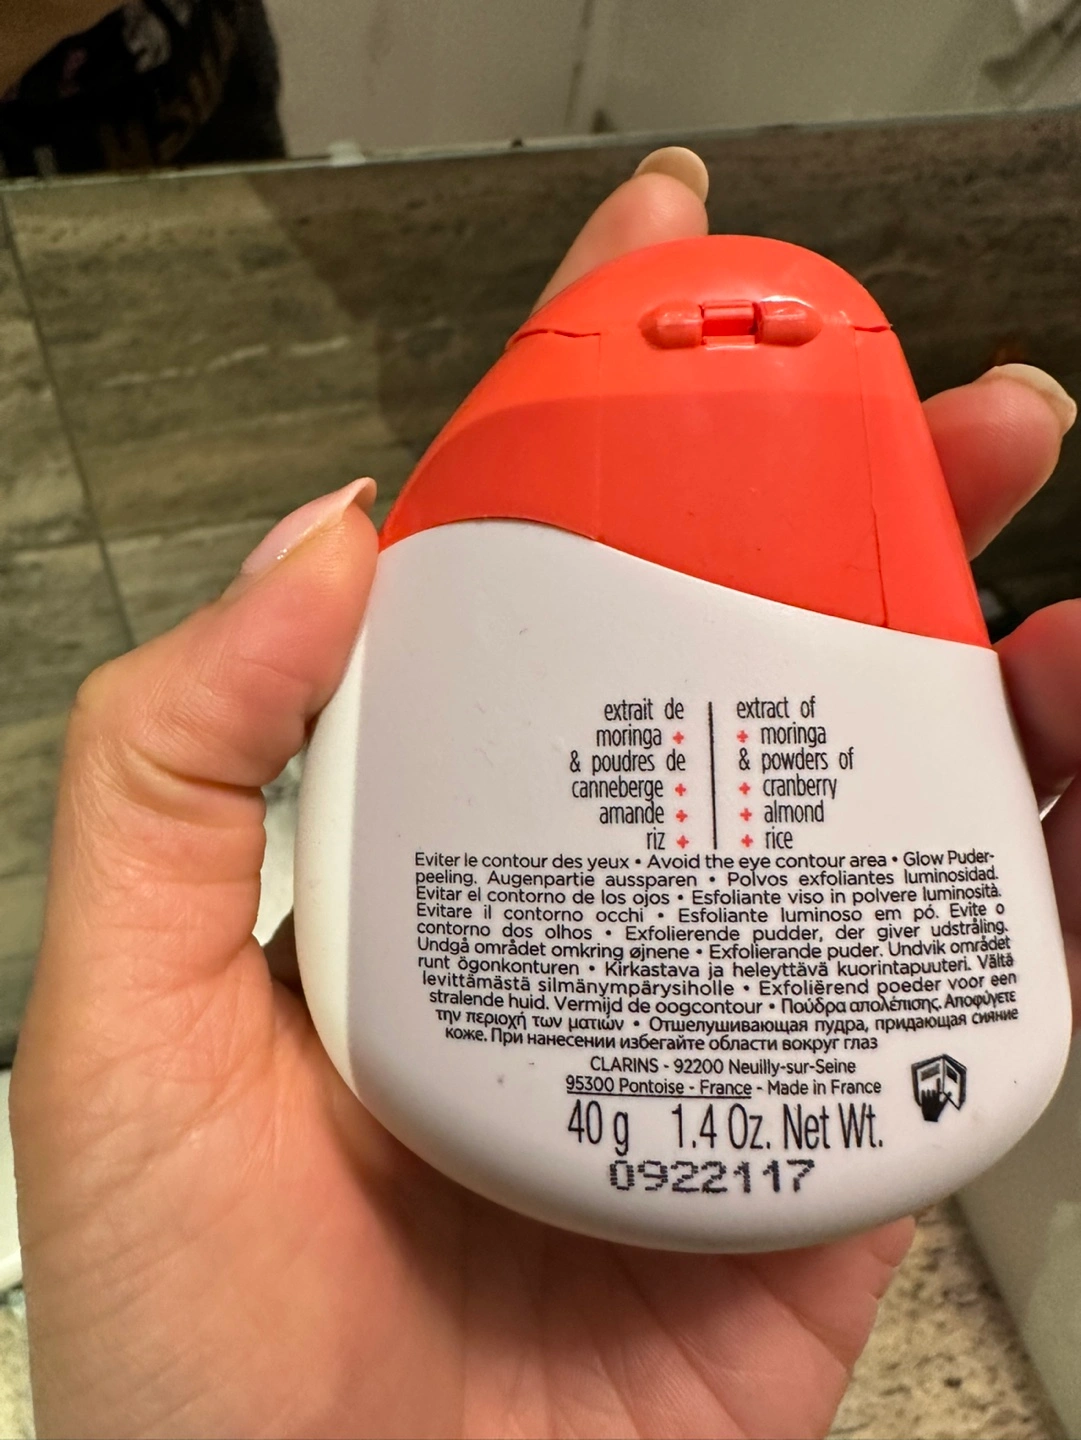 extrait de
moringa +
& poudres de
canneberge +
amande +
riz +
extract of
+ moringa
& powders of
+ cranberry
+ almond
+ rice
Eviter le contour des yeux • Avoid the eye contour area • Glow Puder-
peeling. Augenpartie aussparen • Polvos exfoliantes luminosidad.
Evitar el contorno de los ojos • Esfoliante viso in polvere luminosità.
Evitare il contorno occhi • Esfoliante luminoso em pó. Evite o
contorno dos olhos • Exfolierende pudder, der giver udstråling.
Undgå området omkring øjnene • Exfolierande puder. Undvik området
runt ögonkonturen • Kirkastava ja heleyttävä kuorintapuuteri. Vältä
levittämästä silmänympärysiholle • Exfoliërend poeder voor een
stralende huid. Vermijd de oogcontour • Πούδρα απολέπισης. Αποφύγετε
την περιοχή των ματιών • Отшелушивающая пудра, придающая сияние
коже. При нанесении избегайте области вокруг глаз
CLARINS - 92200 Neuilly-sur-Seine
95300 Pontoise - France - Made in France
40 g 1.4 Oz. Net Wt.
0922117